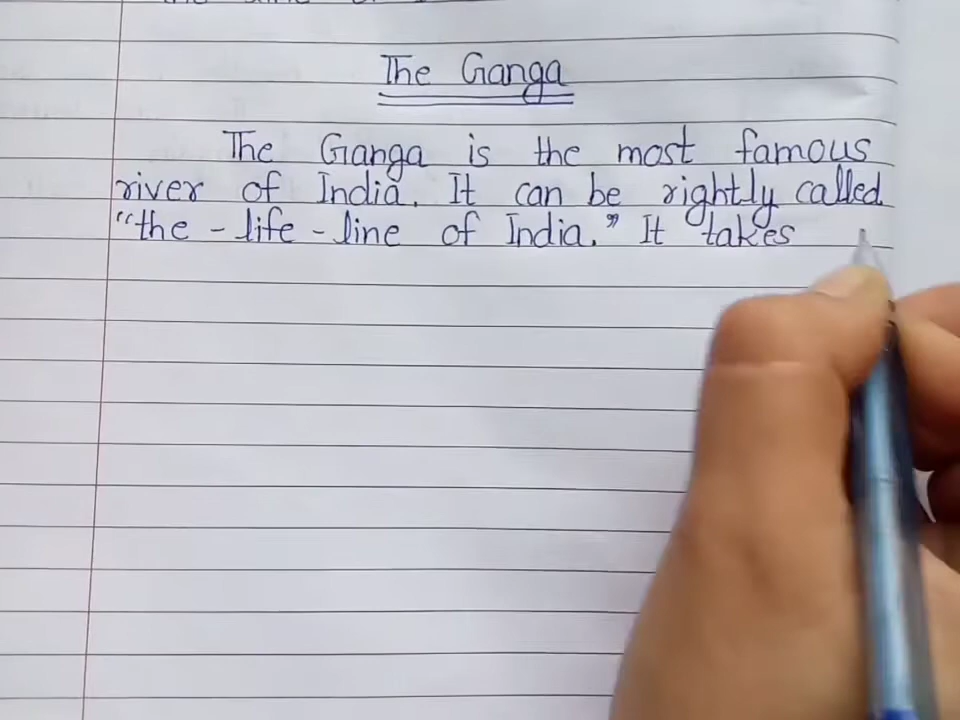 The Ganga
The Ganga is the most famous
river of India. It can be rightly called
"the - life - line of India." It takes